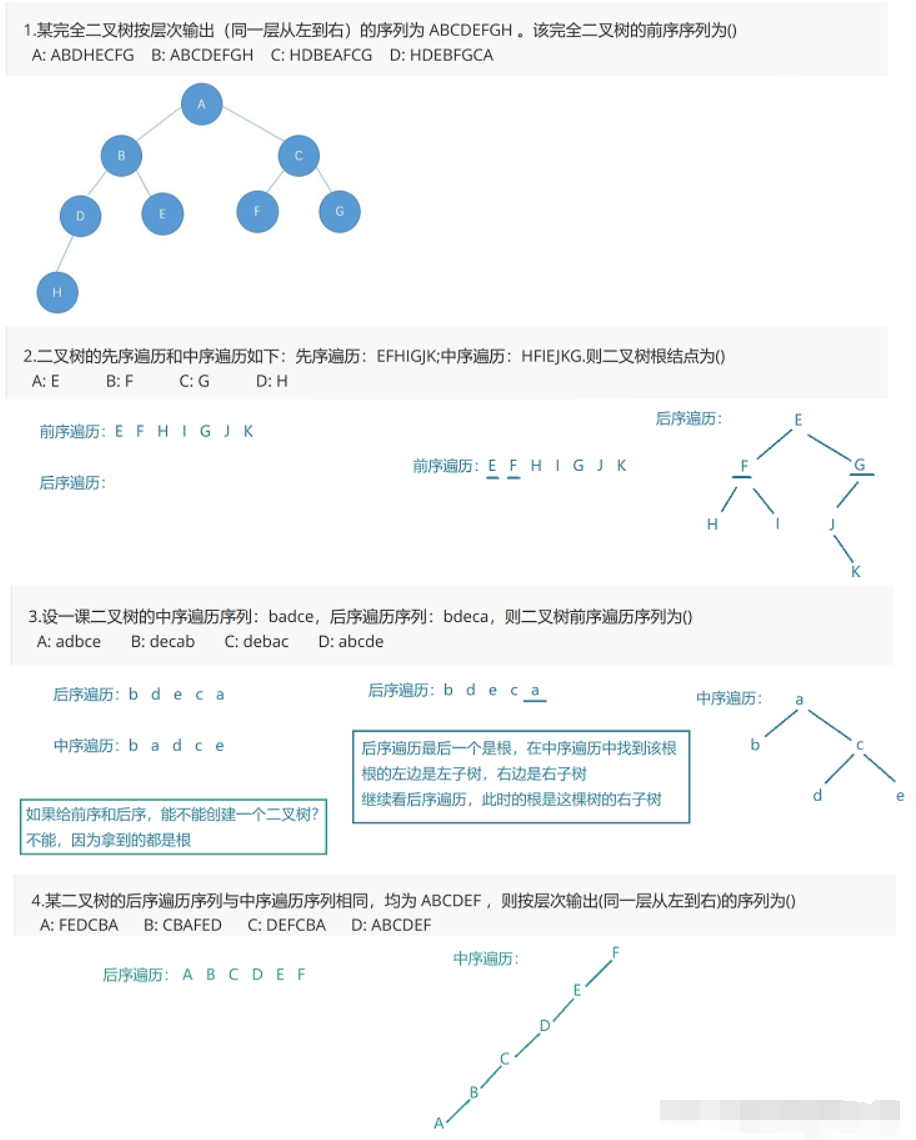 1.某完全二叉树按层次输出（同一层从左到右）的序列为 ABCDEFGH 。该完全二叉树的前序序列为()
A: ABDHECFG B: ABCDEFGH C: HDBEAFCG D: HDEBFGCA
A
B C
D E F G
H
2.二叉树的先序遍历和中序遍历如下：先序遍历：EFHIGJK;中序遍历：HFIEJKG.则二叉树根结点为()
A: E B: F C: G D: H
前序遍历：E F H I G J K
后序遍历：
前序遍历：E F H I G J K
后序遍历：
E
F G
H I J
K
3.设一课二叉树的中序遍历序列：badce，后序遍历序列：bdeca，则二叉树前序遍历序列为()
A: adbce B: decab C: debac D: abcde
后序遍历：b d e c a
中序遍历：b a d c e
如果给前序和后序，能不能创建一个二叉树？
不能，因为拿到的都是根
后序遍历：b d e c a
后序遍历最后一个是根，在中序遍历中找到该根
根的左边是左子树，右边是右子树
继续看后序遍历，此时的根是这棵树的右子树
中序遍历：
a
b c
d e
4.某二叉树的后序遍历序列与中序遍历序列相同，均为 ABCDEF ，则按层次输出(同一层从左到右)的序列为()
A: FEDCBA B: CBAFED C: DEFCBA D: ABCDEF
后序遍历： A B C D E F
中序遍历：
F
E
D
C
B
A